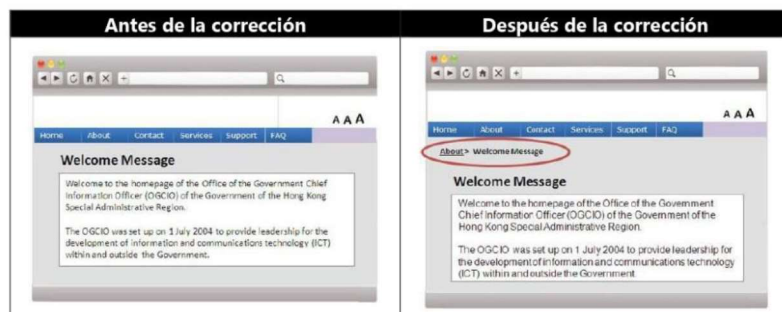 Antes de la corrección
Después de la corrección
A A A
Home About Contact Services Support FAQ
Welcome Message
Welcome to the homepage of the Office of the Government Chief
Information Officer (OGCIO) of the Government of the Hong Kong
Special Administrative Region.
The OGCIO was set up on 1 July 2004 to provide leadership for the
development of information and communications technology (ICT)
within and outside the Government.
A A A
Home About Contact Services Support FAQ
About> Welcome Message
Welcome Message
Welcome to the homepage of the Office of the Government
Chief Information Officer (OGCIO) of the Government of the
Hong Kong Special Administrative Region.
The OGCIO was set up on 1 July 2004 to provide leadership for
the development of information and communications technology
(ICT) within and outside the Government